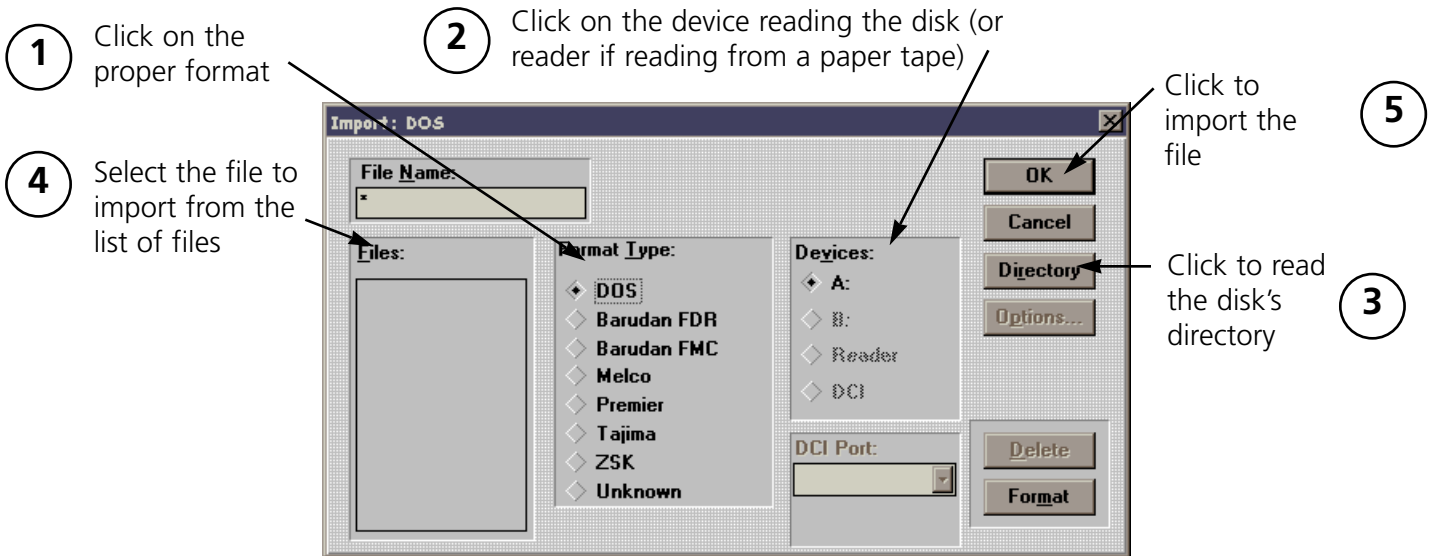 1
Click on the
proper format
2
Click on the device reading the disk (or
reader if reading from a paper tape)
Click to
import the
file
5
4
Select the file to
import from the
list of files
Click to read
the disk's
directory
3
Import: DOS
File Name:
*
Files:
Format Type:
DOS
Barudan FDR
Barudan FMC
Melco
Premier
Tajima
ZSK
Unknown
Devices:
A:
B:
Reader
DCI
DCI Port:
OK
Cancel
Directory
Options...
Delete
Format